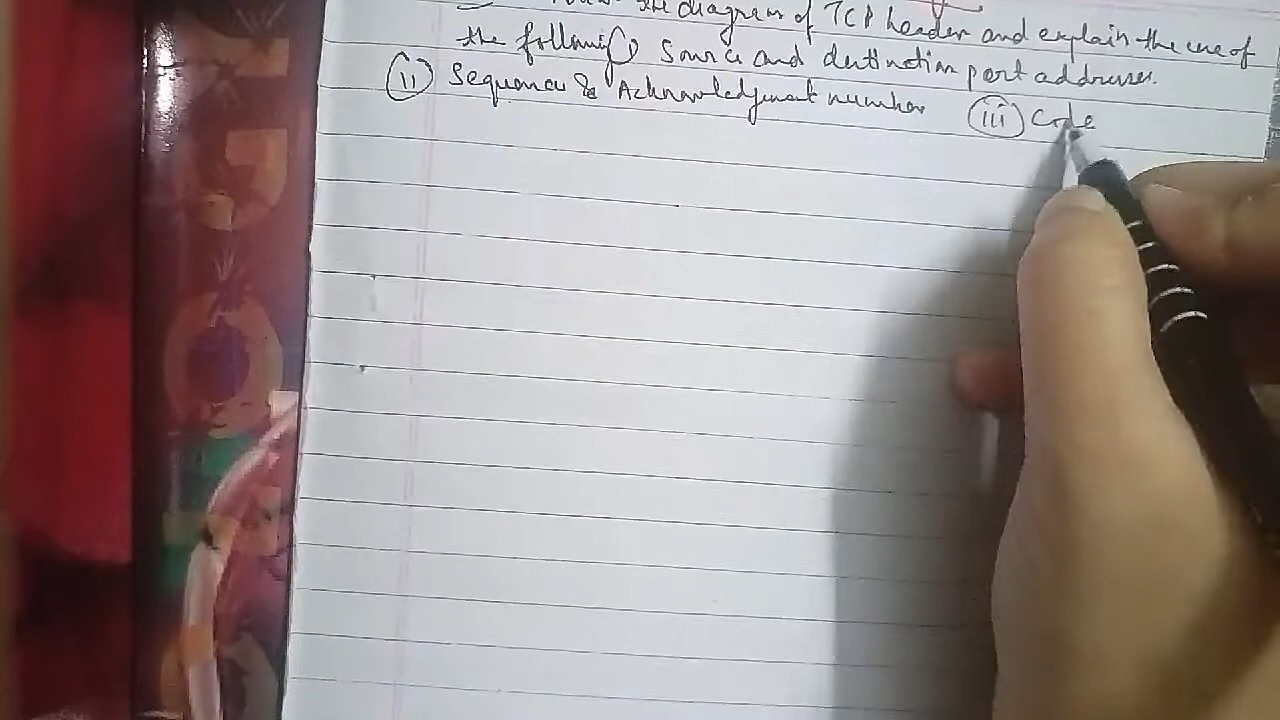 the diagram of TCP header and explain the use of
the following i) Source and destination port addresses.
(ii) Sequence & Acknowledgement number (iii) Code